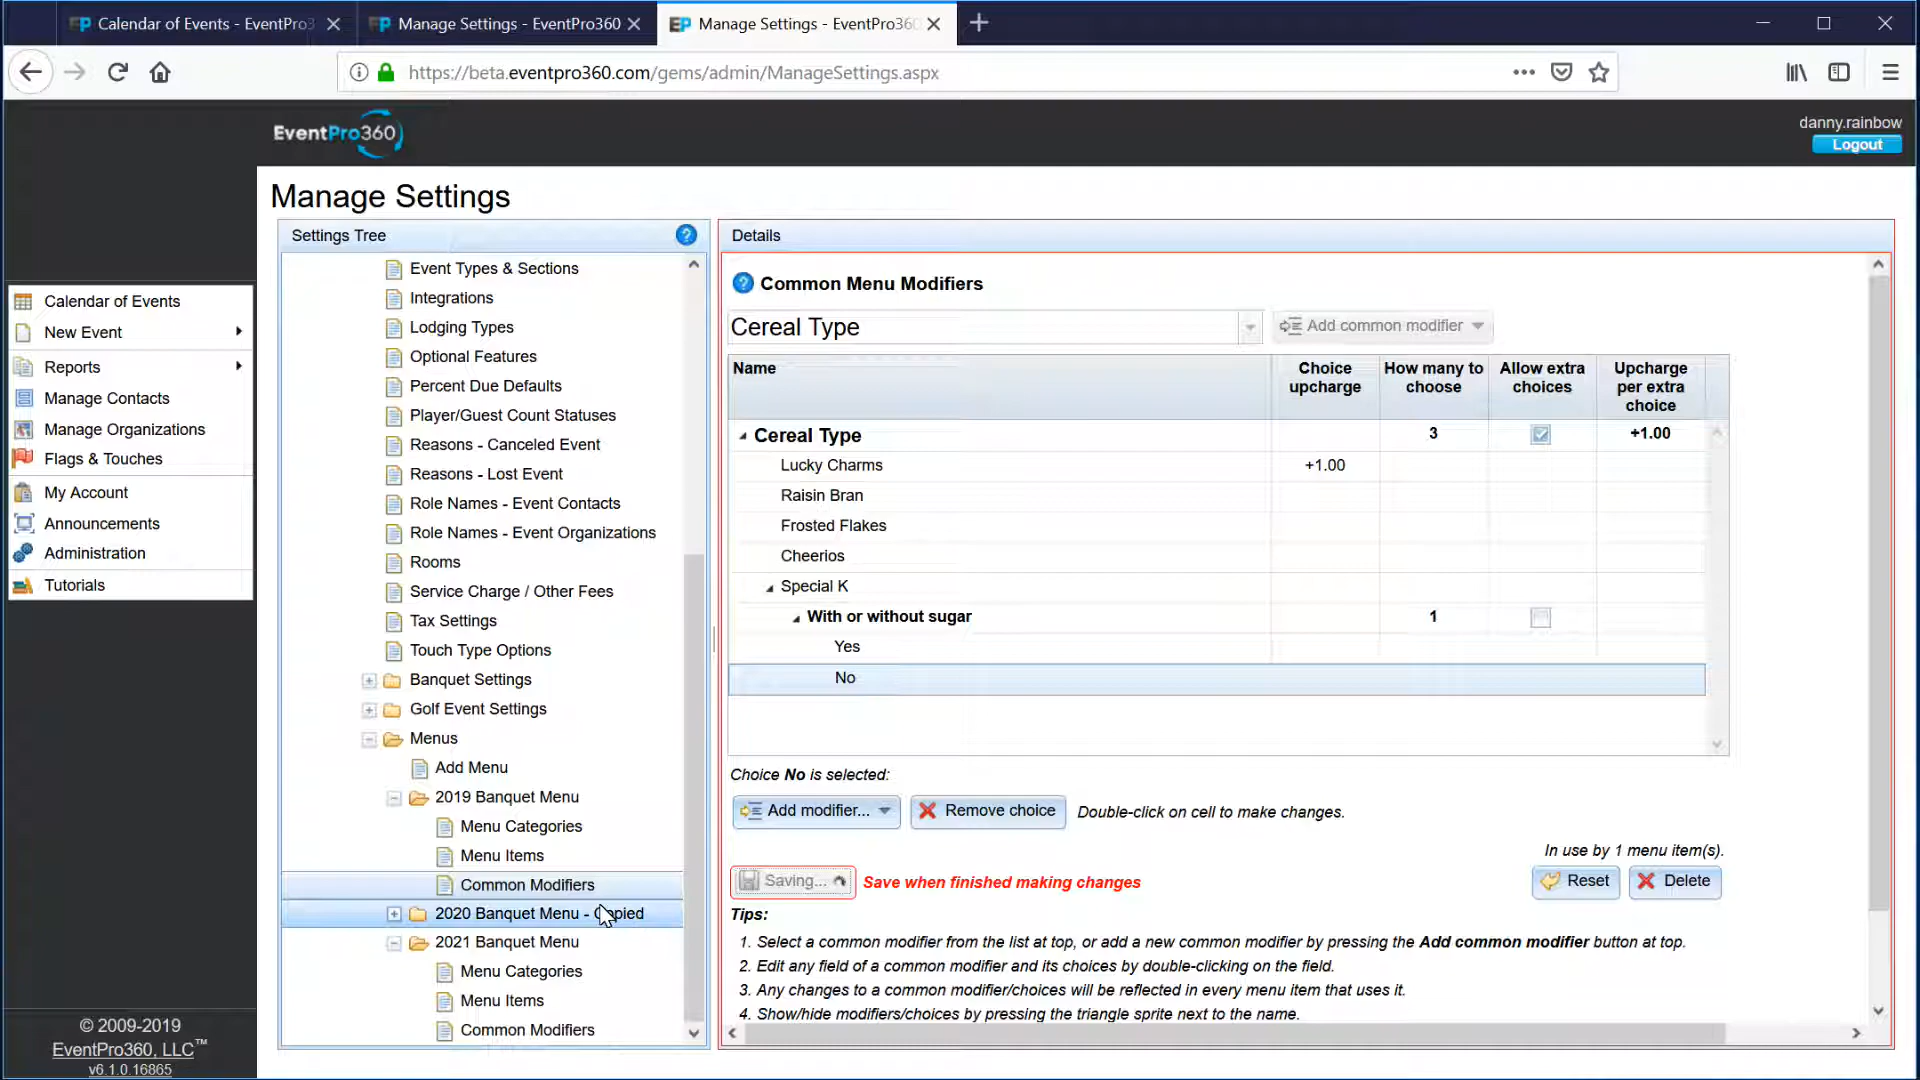 Calendar of Events - EventPro3
Manage Settings - EventPro360
Manage Settings - EventPro360
https://beta.eventpro360.com/gems/admin/ManageSettings.aspx
EventPro360
danny.rainbow
Logout
Manage Settings
Calendar of Events
New Event
Reports
Manage Contacts
Manage Organizations
Flags & Touches
My Account
Announcements
Administration
Tutorials
© 2009-2019
EventPro360, LLC™
v6.1.0.16865
Settings Tree
Event Types & Sections
Integrations
Lodging Types
Optional Features
Percent Due Defaults
Player/Guest Count Statuses
Reasons - Canceled Event
Reasons - Lost Event
Role Names - Event Contacts
Role Names - Event Organizations
Rooms
Service Charge / Other Fees
Tax Settings
Touch Type Options
Banquet Settings
Golf Event Settings
Menus
Add Menu
2019 Banquet Menu
Menu Categories
Menu Items
Common Modifiers
2020 Banquet Menu - Copied
2021 Banquet Menu
Menu Categories
Menu Items
Common Modifiers
Details
Common Menu Modifiers
Cereal Type
Add common modifier
Name
Choice upcharge
How many to choose
Allow extra choices
Upcharge per extra choice
Cereal Type 3 +1.00
Lucky Charms +1.00
Raisin Bran
Frosted Flakes
Cheerios
Special K
With or without sugar 1
Yes
No
Choice No is selected:
Add modifier...
Remove choice
Double-click on cell to make changes.
In use by 1 menu item(s).
Saving...
Save when finished making changes
Reset
Delete
Tips:
1. Select a common modifier from the list at top, or add a new common modifier by pressing the Add common modifier button at top.
2. Edit any field of a common modifier and its choices by double-clicking on the field.
3. Any changes to a common modifier/choices will be reflected in every menu item that uses it.
4. Show/hide modifiers/choices by pressing the triangle sprite next to the name.